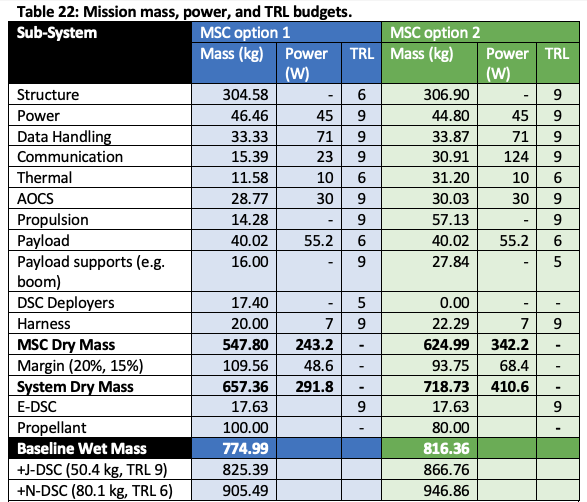 Table 22: Mission mass, power, and TRL budgets.
Sub-System MSC option 1 MSC option 2
Mass (kg) Power (W) TRL Mass (kg) Power (W) TRL
Structure 304.58 - 6 306.90 - 9
Power 46.46 45 9 44.80 45 9
Data Handling 33.33 71 9 33.87 71 9
Communication 15.39 23 9 30.91 124 9
Thermal 11.58 10 6 31.20 10 6
AOCS 28.77 30 9 30.03 30 9
Propulsion 14.28 - 9 57.13 - 9
Payload 40.02 55.2 6 40.02 55.2 6
Payload supports (e.g. boom) 16.00 - 9 27.84 - 5
DSC Deployers 17.40 - 5 0.00 - -
Harness 20.00 7 9 22.29 7 9
MSC Dry Mass 547.80 243.2 - 624.99 342.2 -
Margin (20%, 15%) 109.56 48.6 - 93.75 68.4 -
System Dry Mass 657.36 291.8 - 718.73 410.6 -
E-DSC 17.63 9 17.63 9
Propellant 100.00 - 80.00 -
Baseline Wet Mass 774.99 816.36
+J-DSC (50.4 kg, TRL 9) 825.39 866.76
+N-DSC (80.1 kg, TRL 6) 905.49 946.86